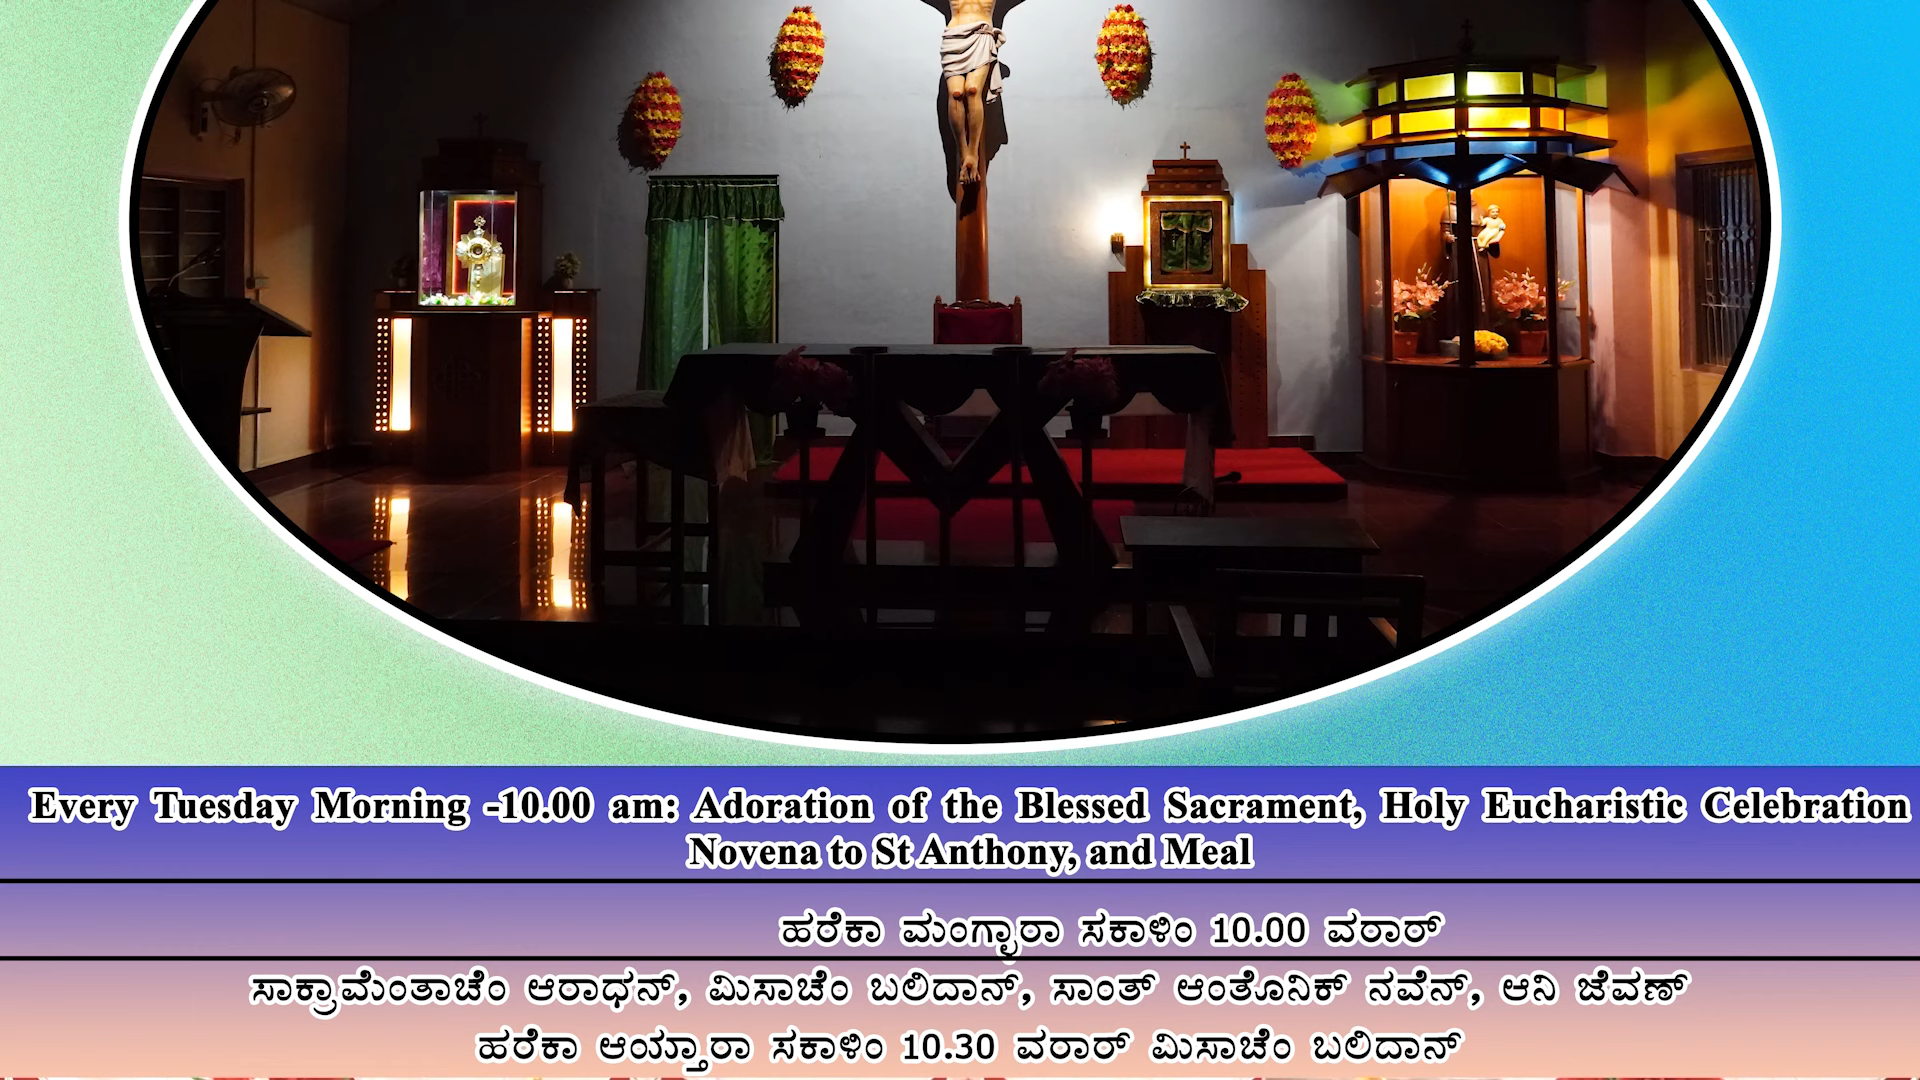 Every Tuesday Morning -10.00 am: Adoration of the Blessed Sacrament, Holy Eucharistic Celebration
Novena to St Anthony, and Meal
ಹರೆಕಾ ಮಂಗ್ಳಾರಾ ಸಕಾಳಿಂ 10.00 ವರಾರ್
ಸಾಕ್ರಾಮೆಂತಾಚೆಂ ಆರಾಧನ್, ಮಿಸಾಚೆಂ ಬಲಿದಾನ್, ಸಾಂತ್ ಆಂತೊನಿಕ್ ನವೆನ್, ಆನಿ ಜೆವಣ್
ಹರೆಕಾ ಆಯ್ತಾರಾ ಸಕಾಳಿಂ 10.30 ವರಾರ್ ಮಿಸಾಚೆಂ ಬಲಿದಾನ್